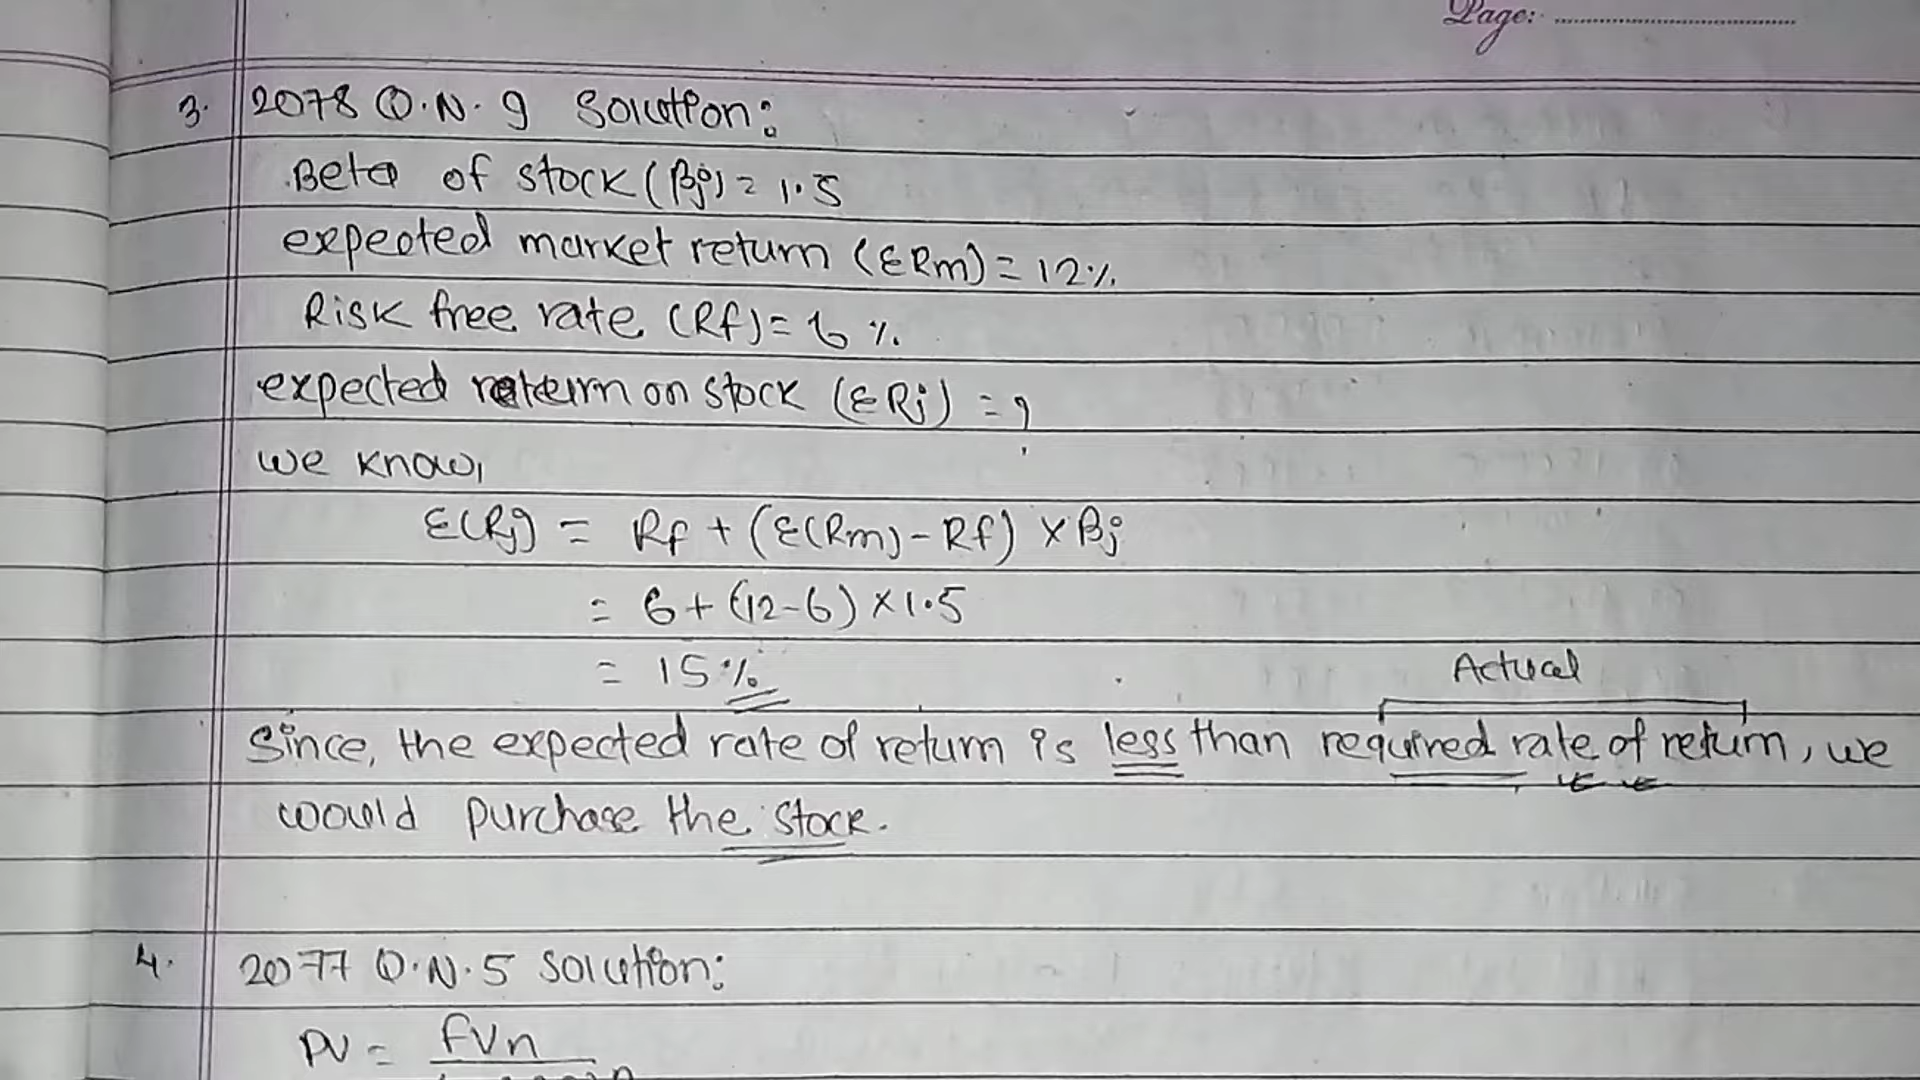 Page:
3. 2078 Q.N. 9 Solution:
Beta of stock (βj) = 1.5
expected market return (ERm) = 12%
Risk free rate (Rf) = 6 %.
expected return on stock (ERj) = ?
we know,
E(Rj) = Rf + (E(Rm) - Rf) × βj
= 6 + (12-6) × 1.5
= 15%
Actual
Since, the expected rate of return is less than required rate of return, we
would purchase the stock.
4. 2077 Q.N.5 solution:
PV = FVn